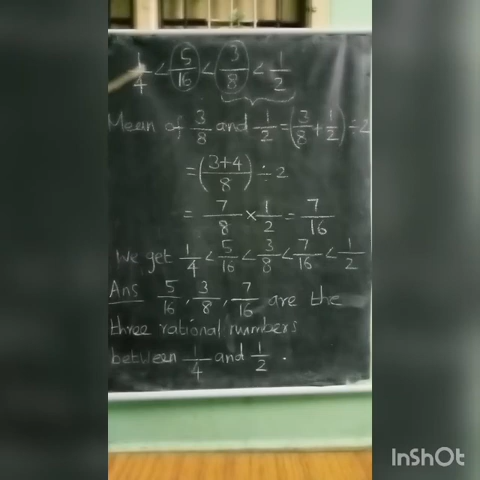 1/4 < 5/16 < 3/8 < 1/2
Mean of 3/8 and 1/2 = (3/8 + 1/2) ÷ 2
= (3+4/8) ÷ 2
= 7/8 × 1/2 = 7/16
We get 1/4 < 5/16 < 3/8 < 7/16 < 1/2
Ans 5/16, 3/8, 7/16 are the
three rational numbers
between 1/4 and 1/2.
InShOt